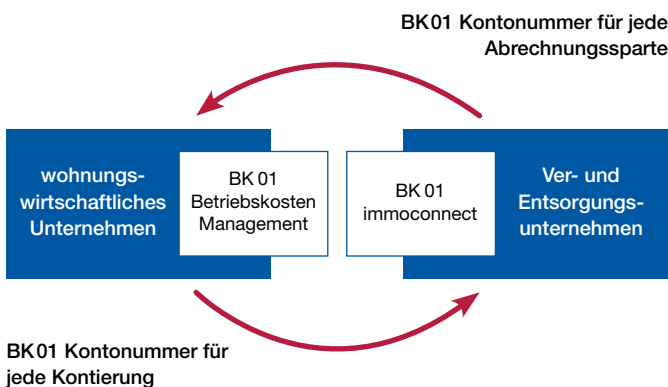 BK01 Kontonummer für jede
Abrechnungssparte
wohnungs-
wirtschaftliches
Unternehmen
BK 01
Betriebskosten
Management
BK 01
immoconnect
Ver- und
Entsorgungs-
unternehmen
BK01 Kontonummer für
jede Kontierung